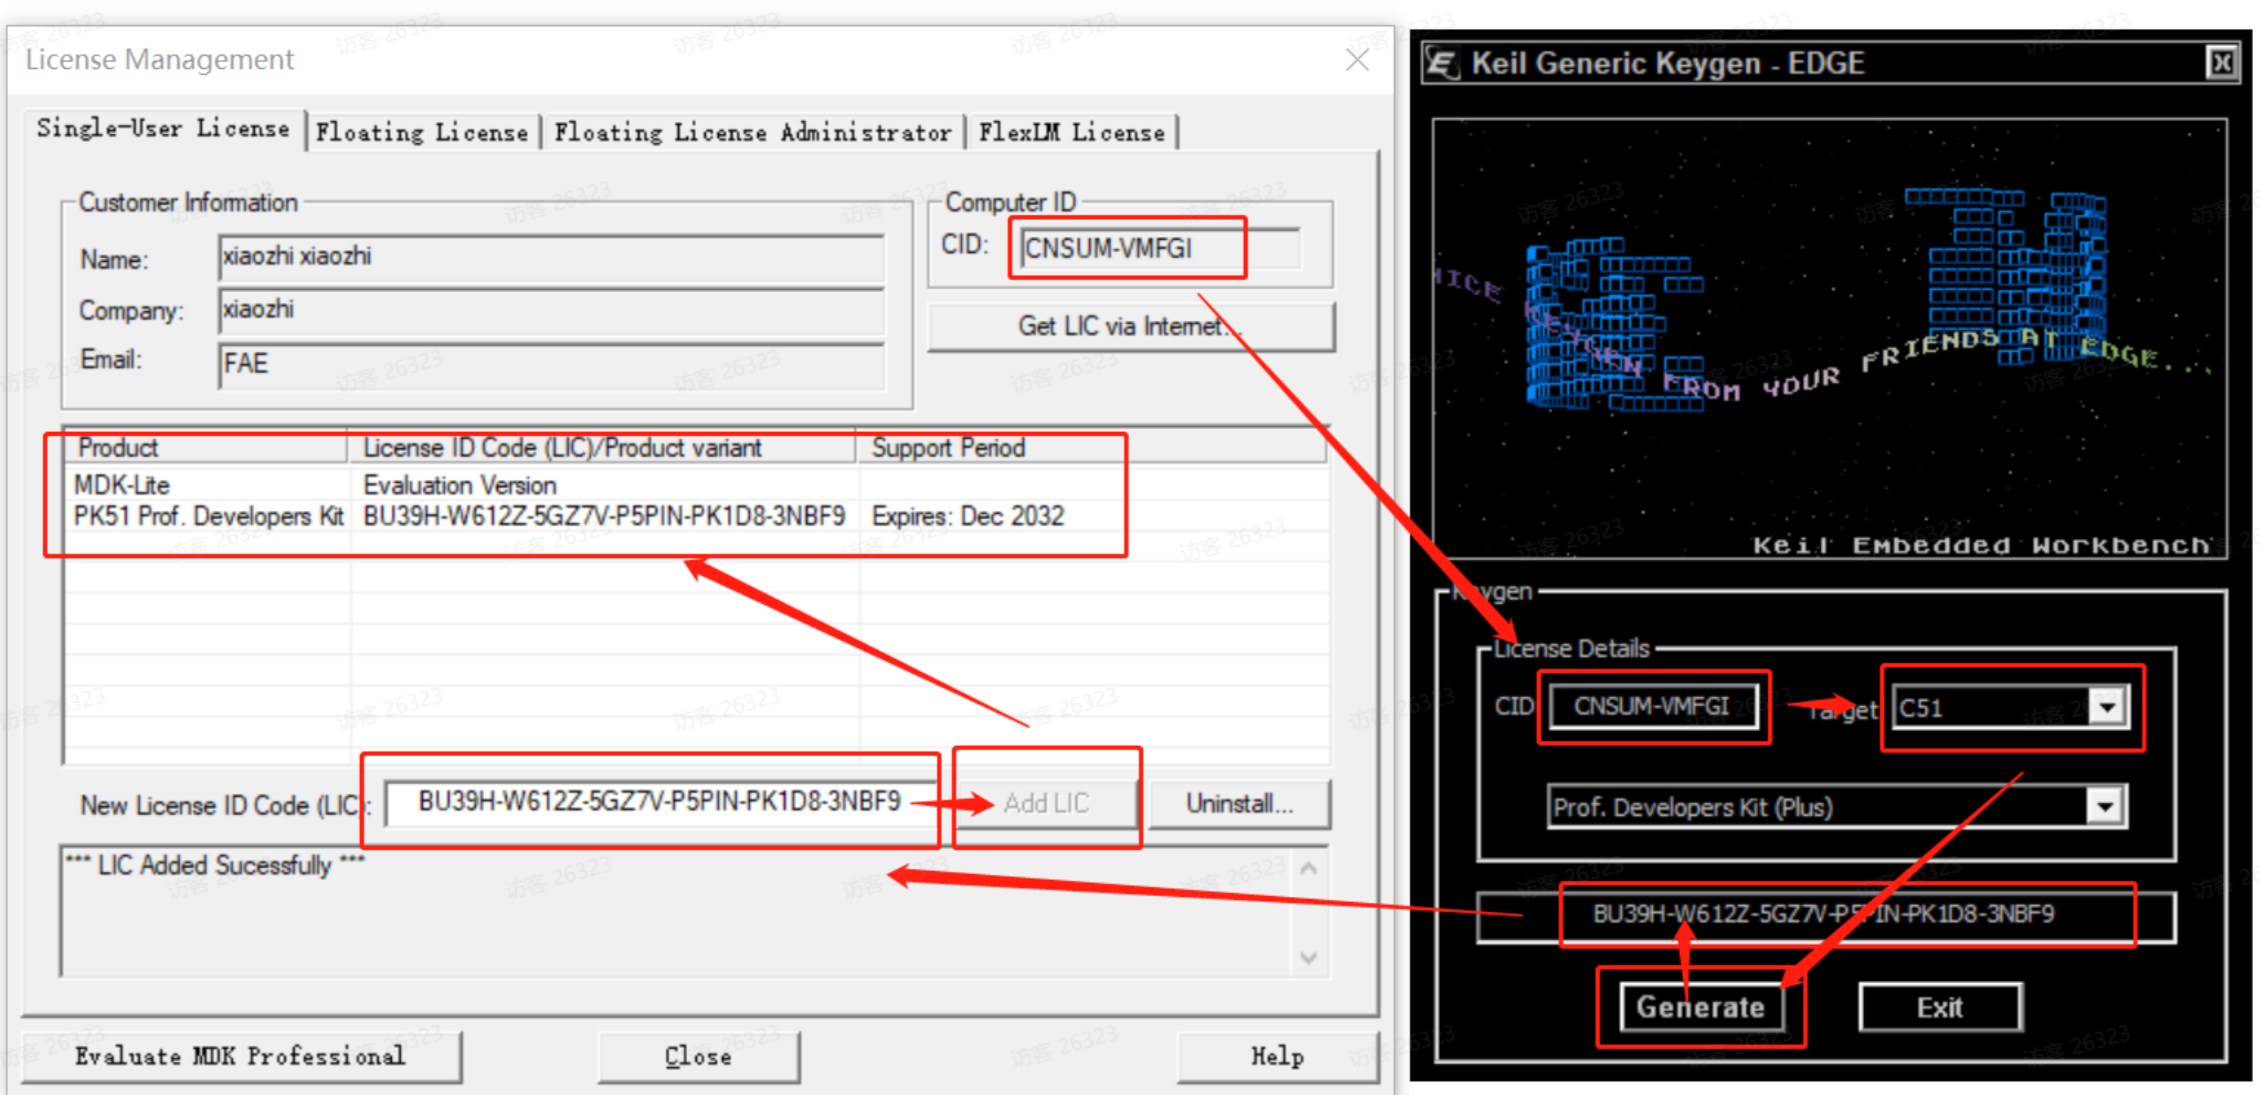 License Management
Single-User License
Floating License
Floating License Administrator
FlexLM License
Customer Information
Name: xiaozhi xiaozhi
Company: xiaozhi
Email: FAE
Computer ID
CID: CNSUM-VMFGI
Get LIC via Internet...
Product License ID Code (LIC)/Product variant Support Period
MDK-Lite Evaluation Version
PK51 Prof. Developers Kit BU39H-W612Z-5GZ7V-P5PIN-PK1D8-3NBF9 Expires: Dec 2032
New License ID Code (LIC): BU39H-W612Z-5GZ7V-P5PIN-PK1D8-3NBF9 Add LIC Uninstall...
*** LIC Added Sucessfully ***
Evaluate MDK Professional
Close
Help
Keil Generic Keygen - EDGE
KEYGEN FROM YOUR FRIENDS AT EDGE...
Keil Embedded Workbench
Keygen
License Details
CID CNSUM-VMFGI Target C51
Prof. Developers Kit (Plus)
BU39H-W612Z-5GZ7V-P5PIN-PK1D8-3NBF9
Generate
Exit
访客 26323